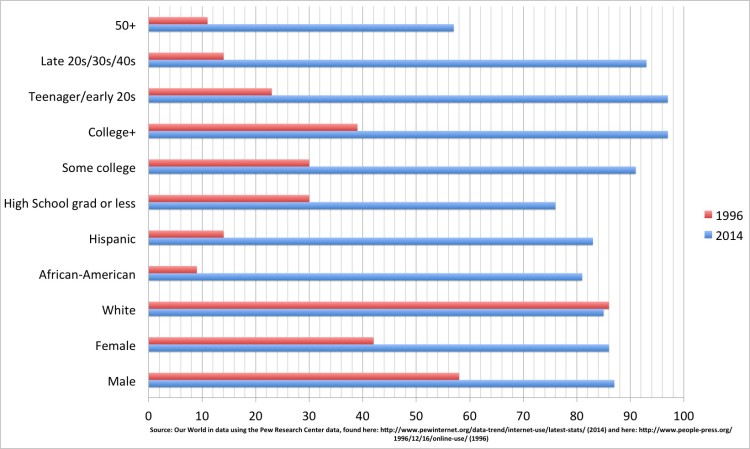 50+
Late 20s/30s/40s
Teenager/early 20s
College+
Some college
High School grad or less
Hispanic
African-American
White
Female
Male
1996
2014
0 10 20 30 40 50 60 70 80 90 100
Source: Our World in data using the Pew Research Center data, found here: http://www.pewinternet.org/data-trend/internet-use/latest-stats/ (2014) and here: http://www.people-press.org/
1996/12/16/online-use/ (1996)